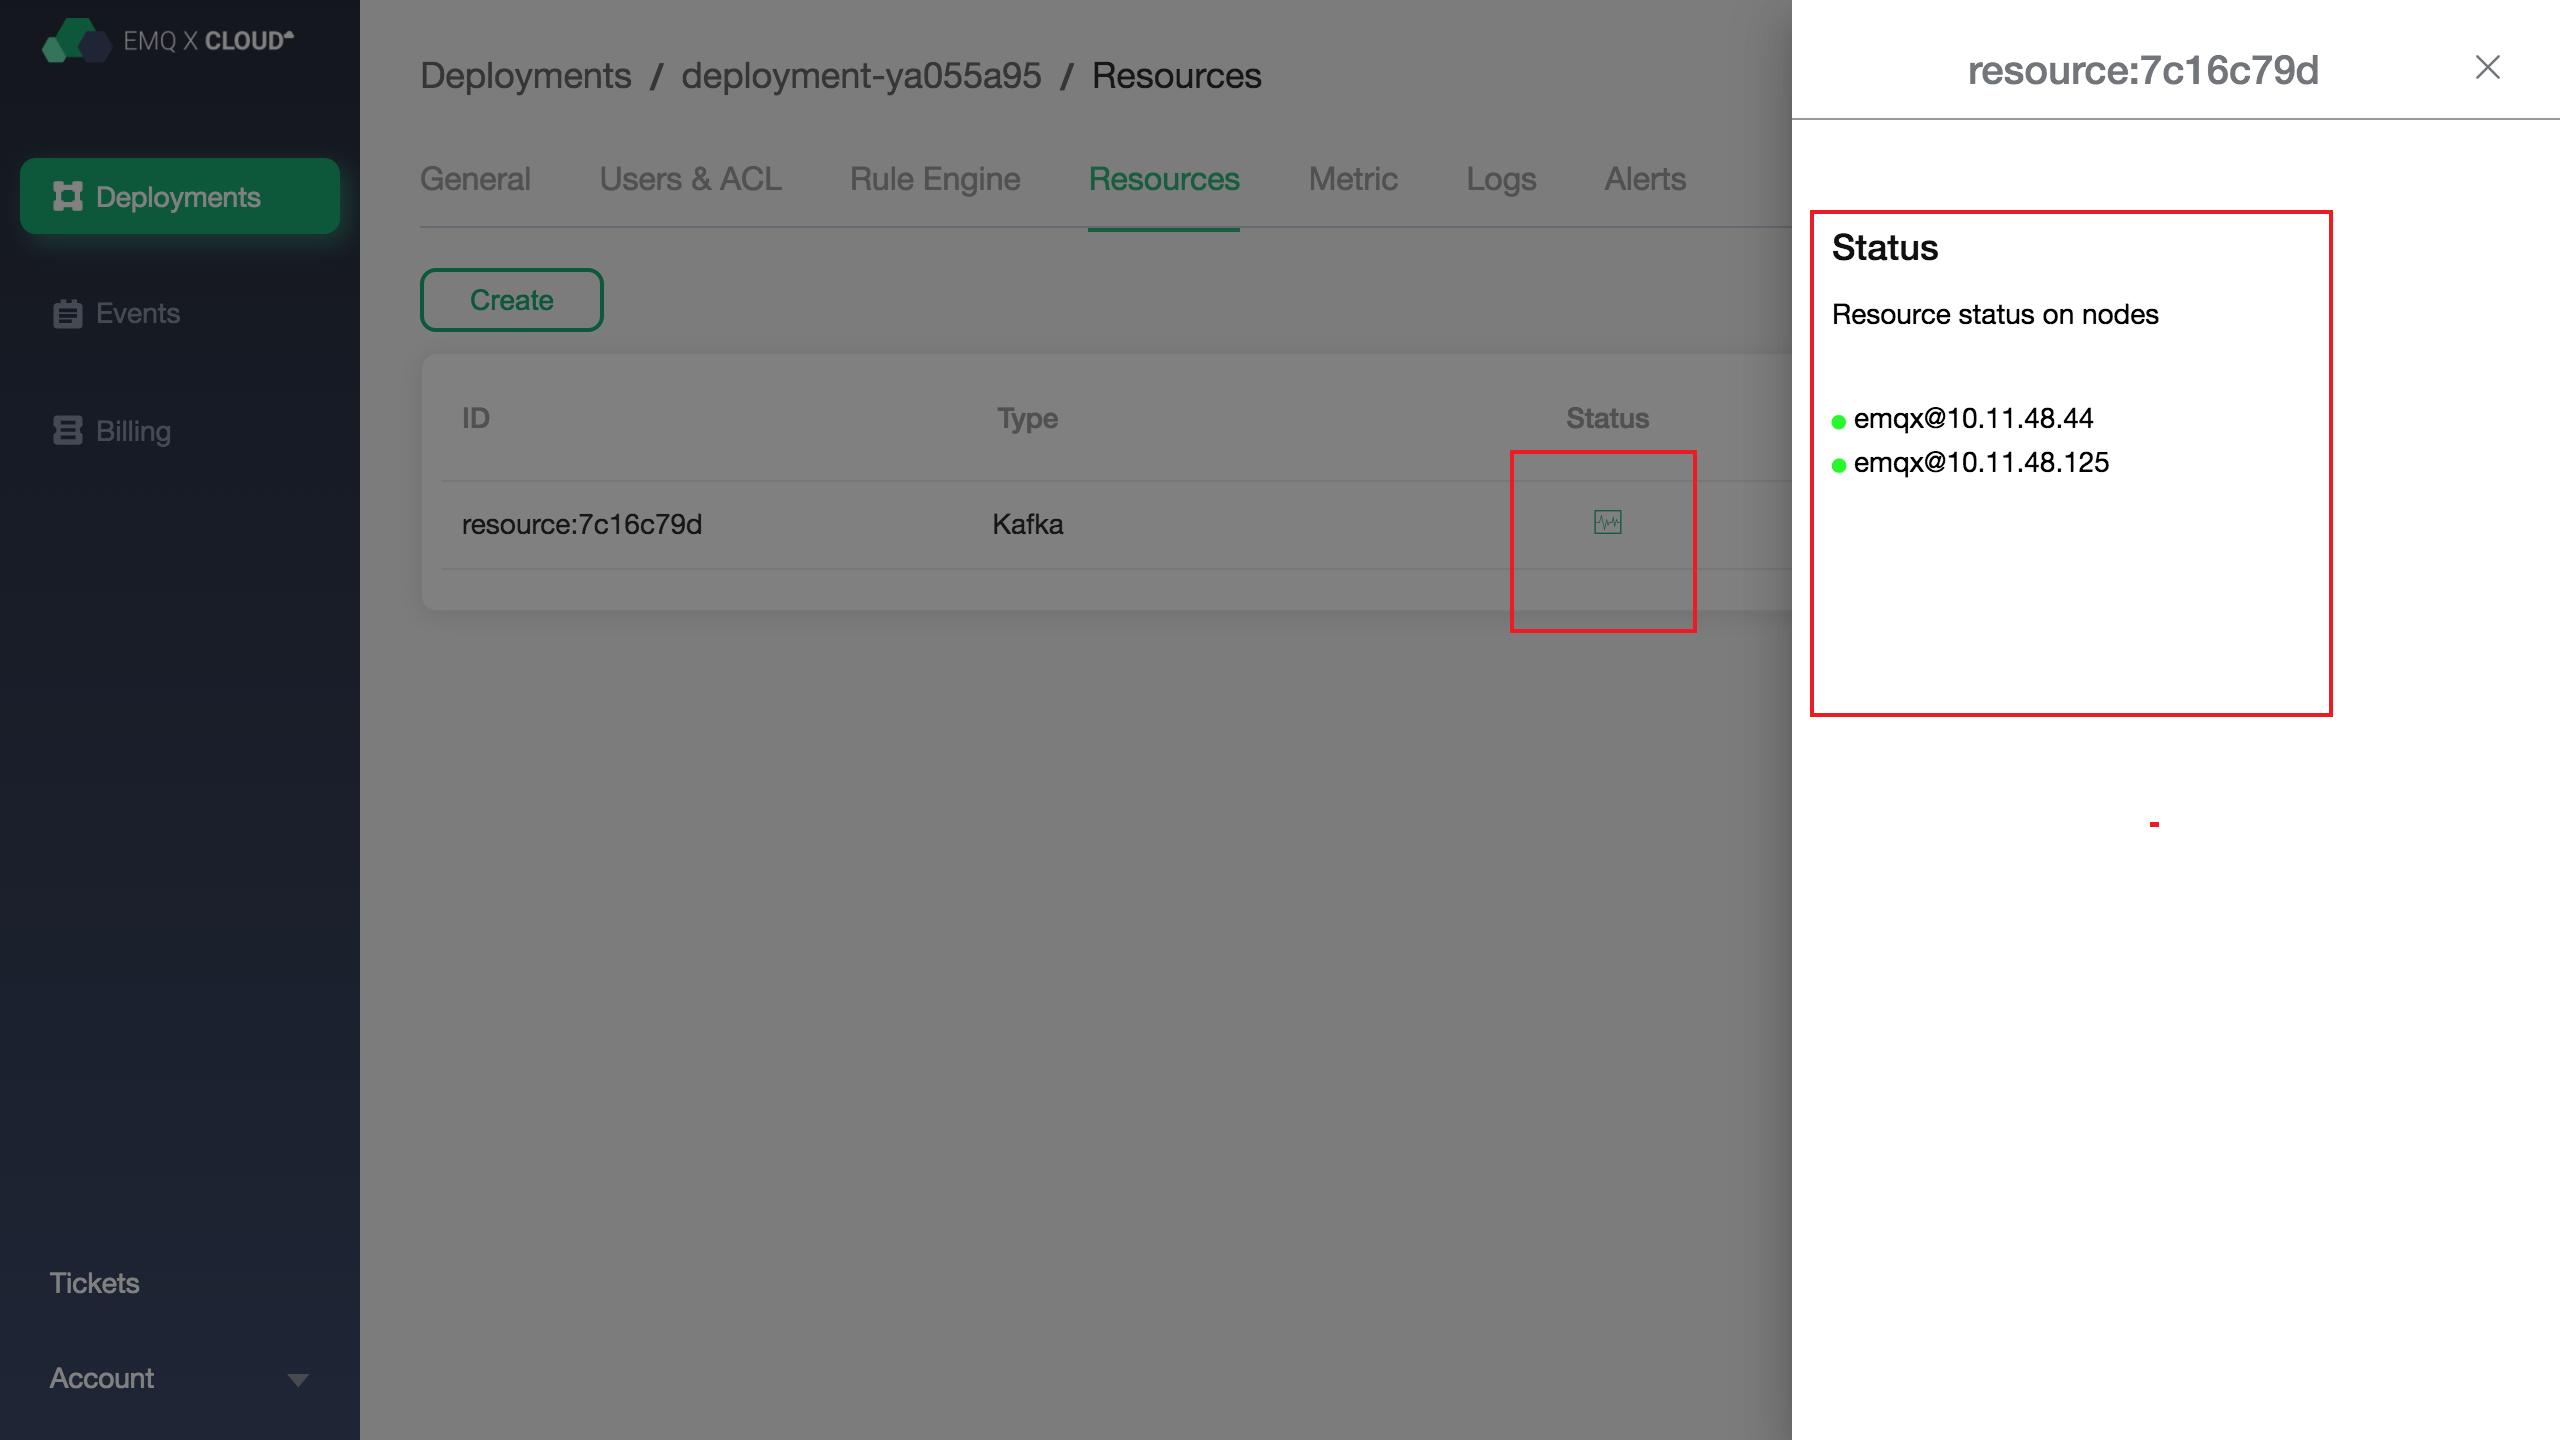 EMQ X CLOUD
Deployments
Events
Billing
Tickets
Account
Deployments / deployment-ya055a95 / Resources
General Users & ACL Rule Engine Resources Metric Logs Alerts
Create
ID Type Status
resource:7c16c79d Kafka
resource:7c16c79d
Status
Resource status on nodes
emqx@10.11.48.44
emqx@10.11.48.125